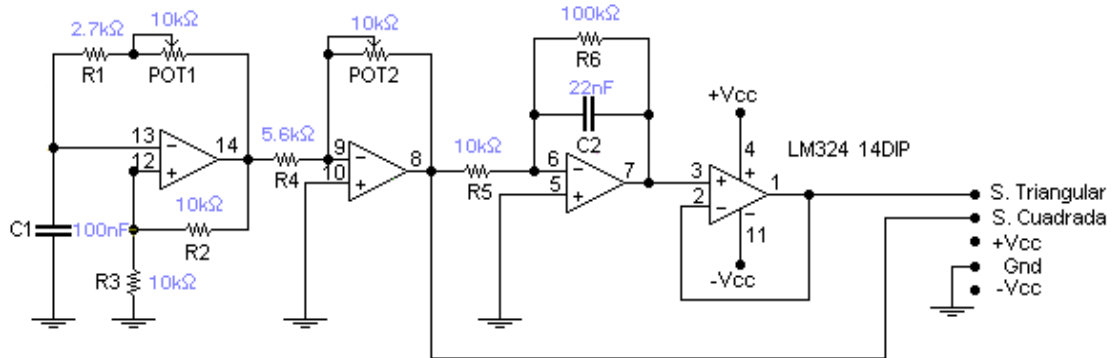 10kΩ
2.7kΩ
R1
POT1
10kΩ
POT2
100kΩ
R6
22nF
C2
+Vcc
4
+
LM324 14DIP
13
−
12
+
14
5.6kΩ
R4
9
−
10
+
8
10kΩ
R5
6
−
5
+
7
3
+
2
−
1
−
11
-Vcc
10kΩ
R2
C1
100nF
R3
10kΩ
S. Triangular
S. Cuadrada
+Vcc
Gnd
-Vcc